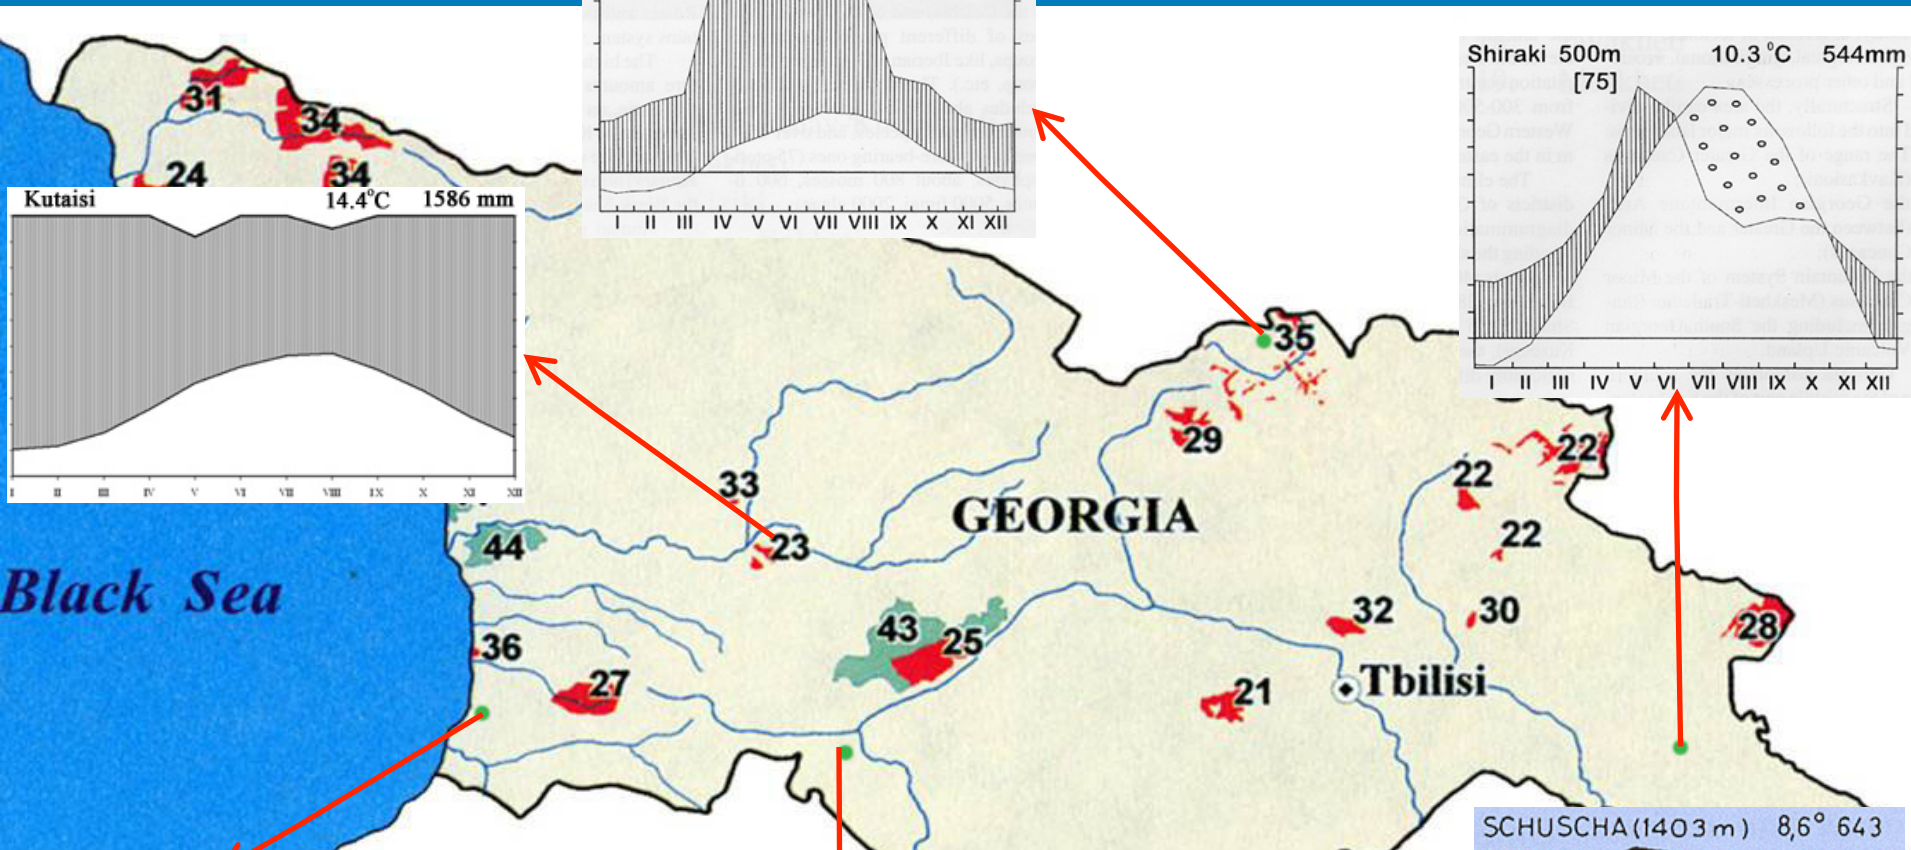 31
34
24
34
Kutaisi 14.4°C 1586 mm
I II III IV V VI VII VIII IX X XI XII
I II III IV V VI VII VIII IX X XI XII
Shiraki 500m 10.3 °C 544mm
[75]
I II III IV V VI VII VIII IX X XI XII
35
29
22
22
22
33
GEORGIA
23
44
Black Sea
43
25
32
30
28
36
27
21
Tbilisi
SCHUSCHA (1403 m) 8,6° 643